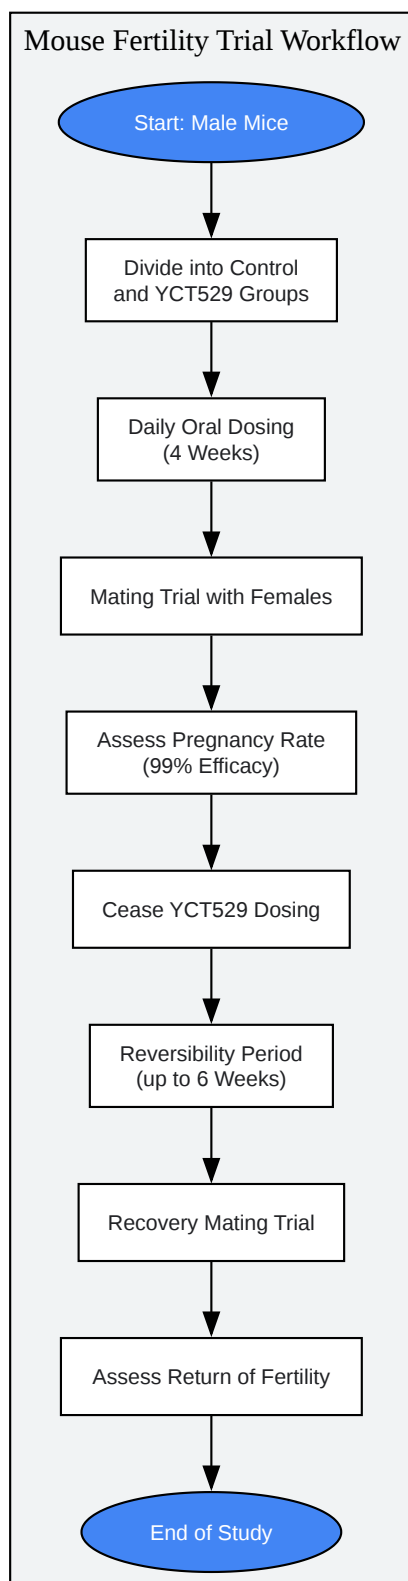 Mouse Fertility Trial Workflow
Start: Male Mice
Divide into Control
and YCT529 Groups
Daily Oral Dosing
(4 Weeks)
Mating Trial with Females
Assess Pregnancy Rate
(99% Efficacy)
Cease YCT529 Dosing
Reversibility Period
(up to 6 Weeks)
Recovery Mating Trial
Assess Return of Fertility
End of Study